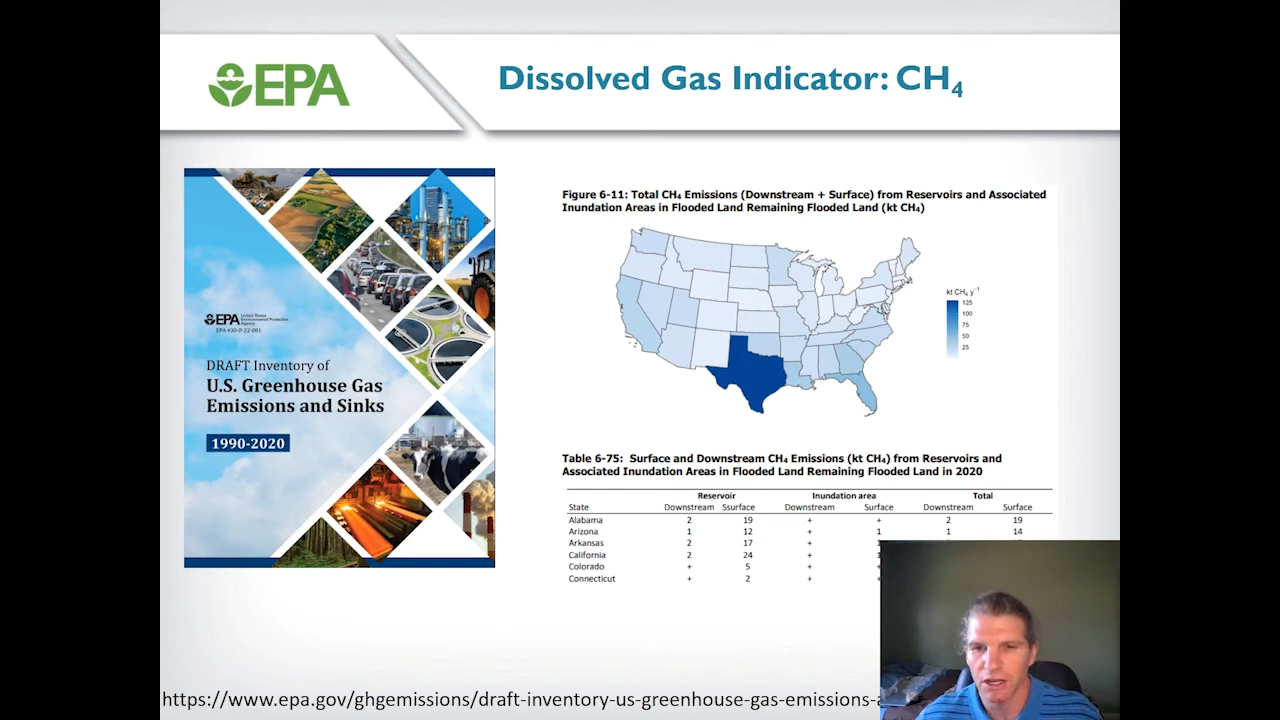 EPA
Dissolved Gas Indicator: CH₄
EPA United States Environmental Protection Agency
EPA 430-P-22-001
DRAFT Inventory of
U.S. Greenhouse Gas
Emissions and Sinks
1990-2020
Figure 6-11: Total CH₄ Emissions (Downstream + Surface) from Reservoirs and Associated
Inundation Areas in Flooded Land Remaining Flooded Land (kt CH₄)
kt CH₄ y⁻¹
125
100
75
50
25
Table 6-75: Surface and Downstream CH₄ Emissions (kt CH₄) from Reservoirs and
Associated Inundation Areas in Flooded Land Remaining Flooded Land in 2020
Reservoir Inundation area Total
State Downstream Ssurface Downstream Surface Downstream Surface
Alabama 2 19 + + 2 19
Arizona 1 12 + 1 1 14
Arkansas 2 17 +
California 2 24 +
Colorado + 5 +
Connecticut + 2 +
https://www.epa.gov/ghgemissions/draft-inventory-us-greenhouse-gas-emissions-